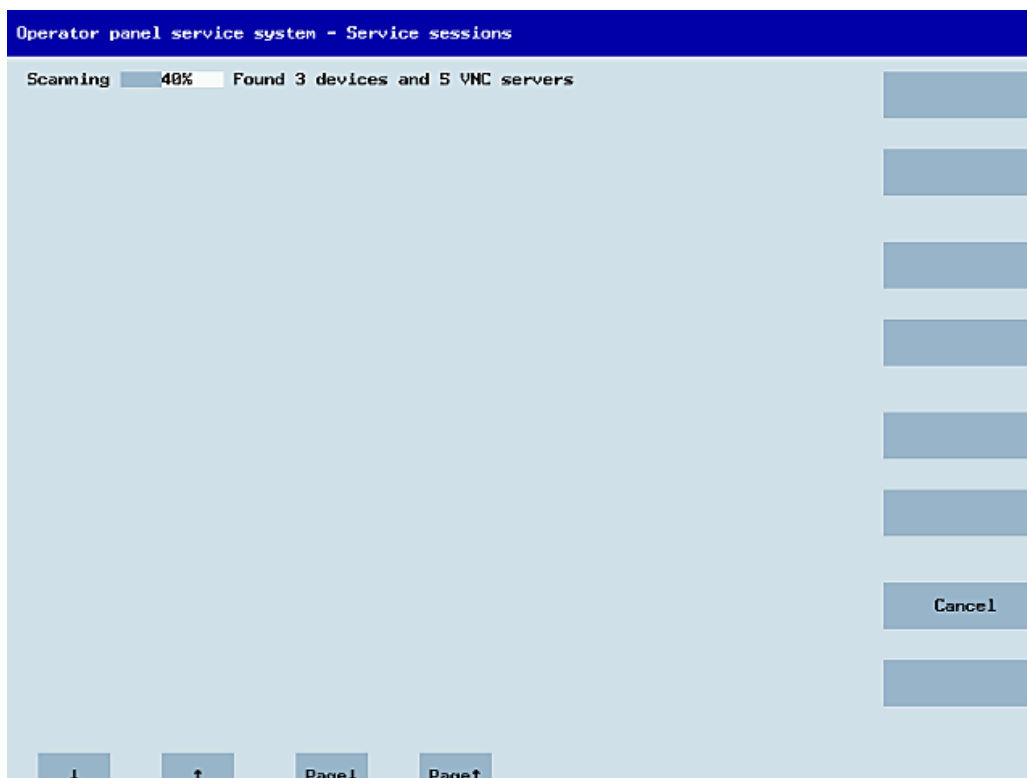 Operator panel service system - Service sessions
Scanning 40% Found 3 devices and 5 VNC servers
Cancel
↓ ↑ Page↓ Page↑